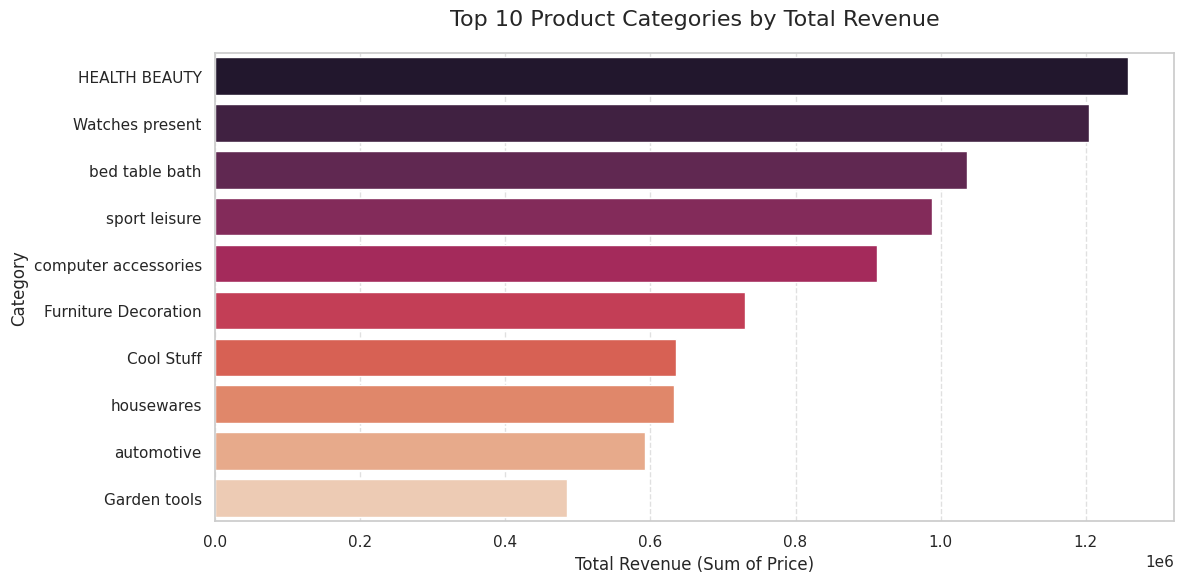 Top 10 Product Categories by Total Revenue
HEALTH BEAUTY
Watches present
bed table bath
sport leisure
computer accessories
Furniture Decoration
Cool Stuff
housewares
automotive
Garden tools
Category
0.0 0.2 0.4 0.6 0.8 1.0 1.2
1e6
Total Revenue (Sum of Price)